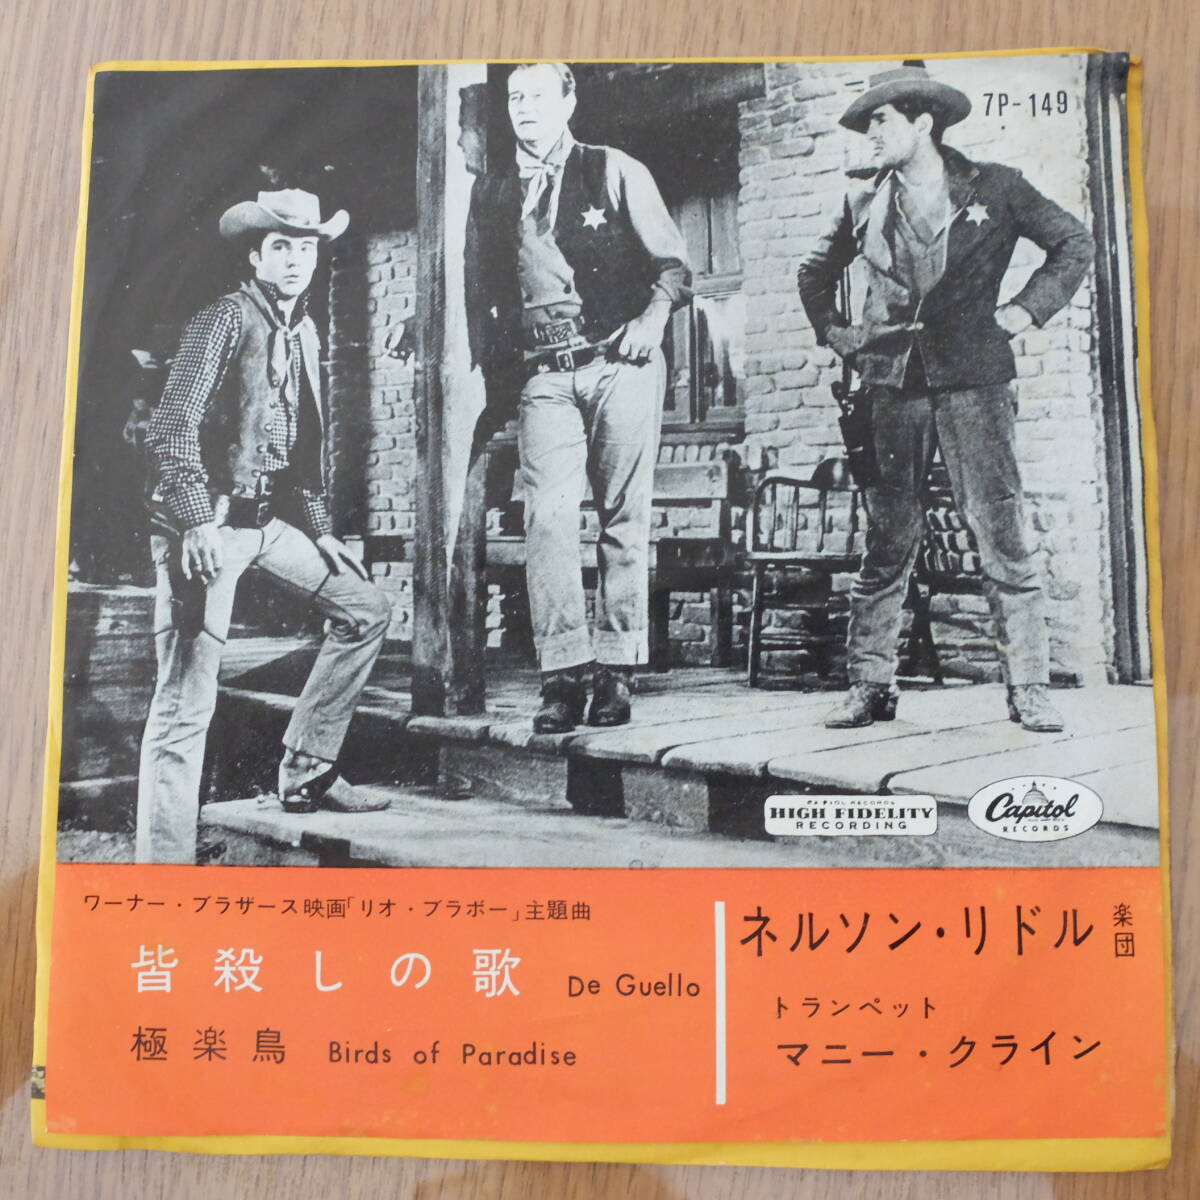 7P-149
CAPITOL RECORDS
HIGH FIDELITY
RECORDING
Capitol
RECORDS
ワーナー・ブラザース映画「リオ・ブラボー」主題曲
皆殺しの歌 De Guello
極楽鳥 Birds of Paradise
ネルソン・リドル楽団
トランペット
マニー・クライン